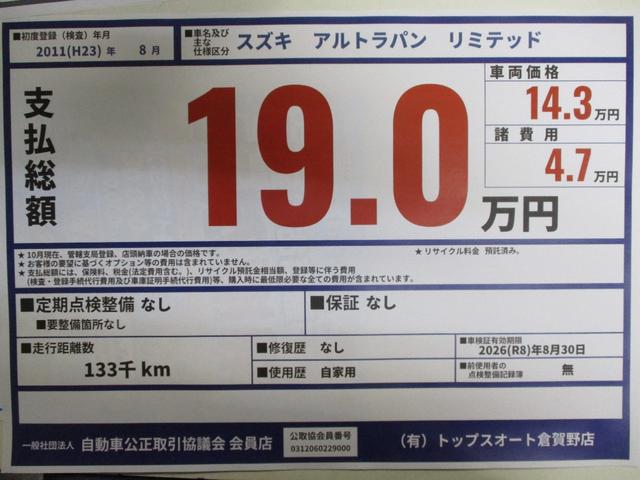 ■初度登録（検査）年月
2011(H23) 年 8 月
■車名及び主な仕様区分
スズキ アルトラパン リミテッド
支払総額
19.0万円
車両価格
14.3万円
諸費用
4.7万円
★10月現在、管轄支局登録、店頭納車の場合の価格です。
★リサイクル料金 預託済み。
★お客様の要望に基づくオプション等の費用は含まれていません。
★支払総額には、保険料、税金(法定費用含む。)、リサイクル預託金相当額、登録等に伴う費用
(検査・登録手続代行費用及び車庫証明手続代行費用)等、購入時に最低限必要な全ての費用が含まれています。
■定期点検整備 なし
■要整備箇所なし
■保証 なし
■走行距離数
133千 km
■修復歴 なし
■使用歴 自家用
■車検証有効期限
2026(R8)年8月30日
■前使用者の点検整備記録簿 無
一般社団法人 自動車公正取引協議会 会員店
公取協会員番号
0312060229000
（有）トップスオート倉賀野店